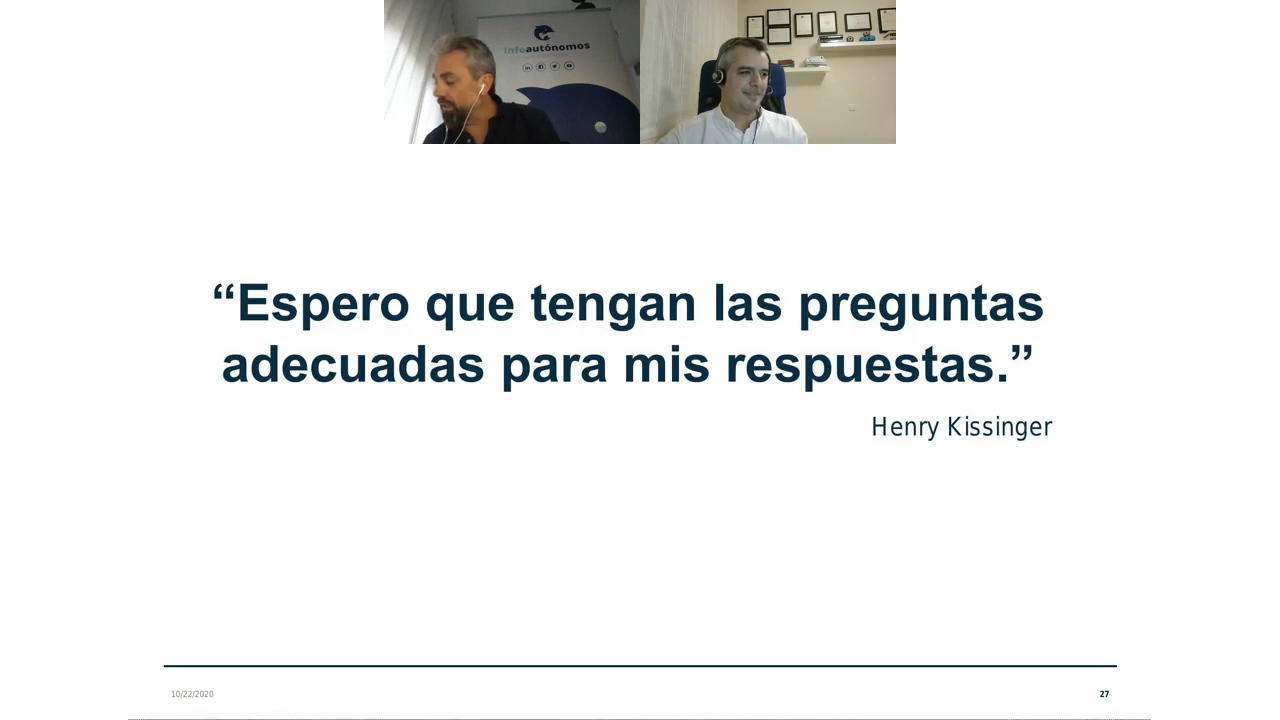 Infoautónomos
“Espero que tengan las preguntas
adecuadas para mis respuestas.”
Henry Kissinger
10/22/2020
27